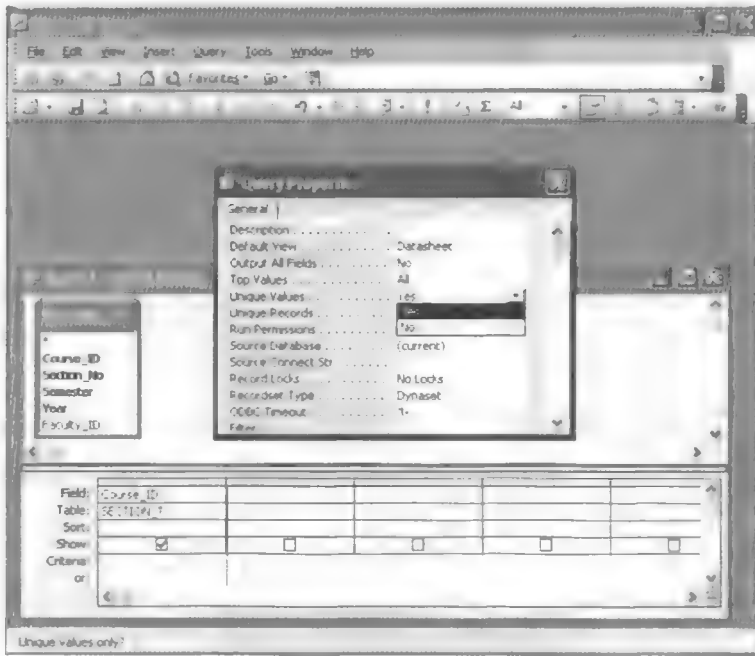 File Edit View Insert Query Tools Window Help
Favorites Go
Σ All
Query Properties
General
Description
Default View Datasheet
Output All Fields No
Top Values All
Unique Values Yes
Unique Records Yes
Run Permissions No
Source Database (current)
Source Connect Str
Record Locks No Locks
Recordset Type Dynaset
ODBC Timeout
Filter
*
Course_ID
Section_No
Semester
Year
Faculty_ID
Field: Course_ID
Table: SECTION_T
Sort:
Show:
Criteria:
or:
Unique values only?